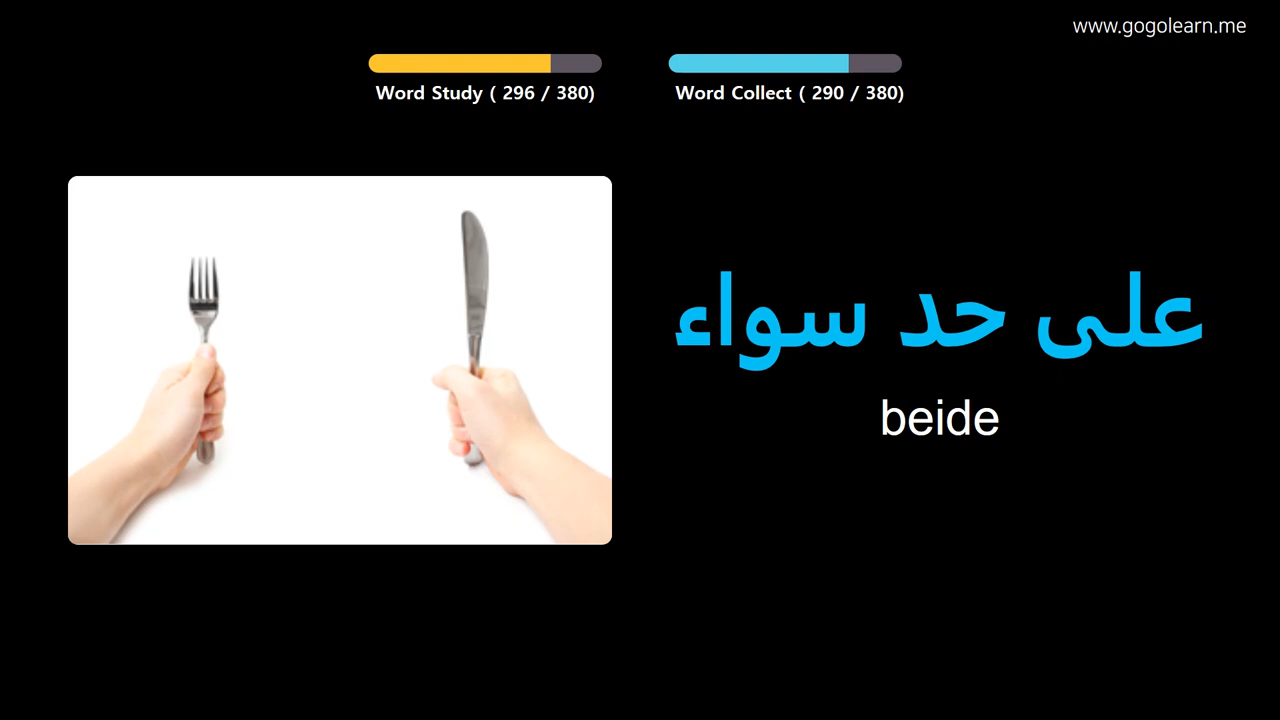 www.gogolearn.me
Word Study ( 296 / 380)
Word Collect ( 290 / 380)
على حد سواء
beide